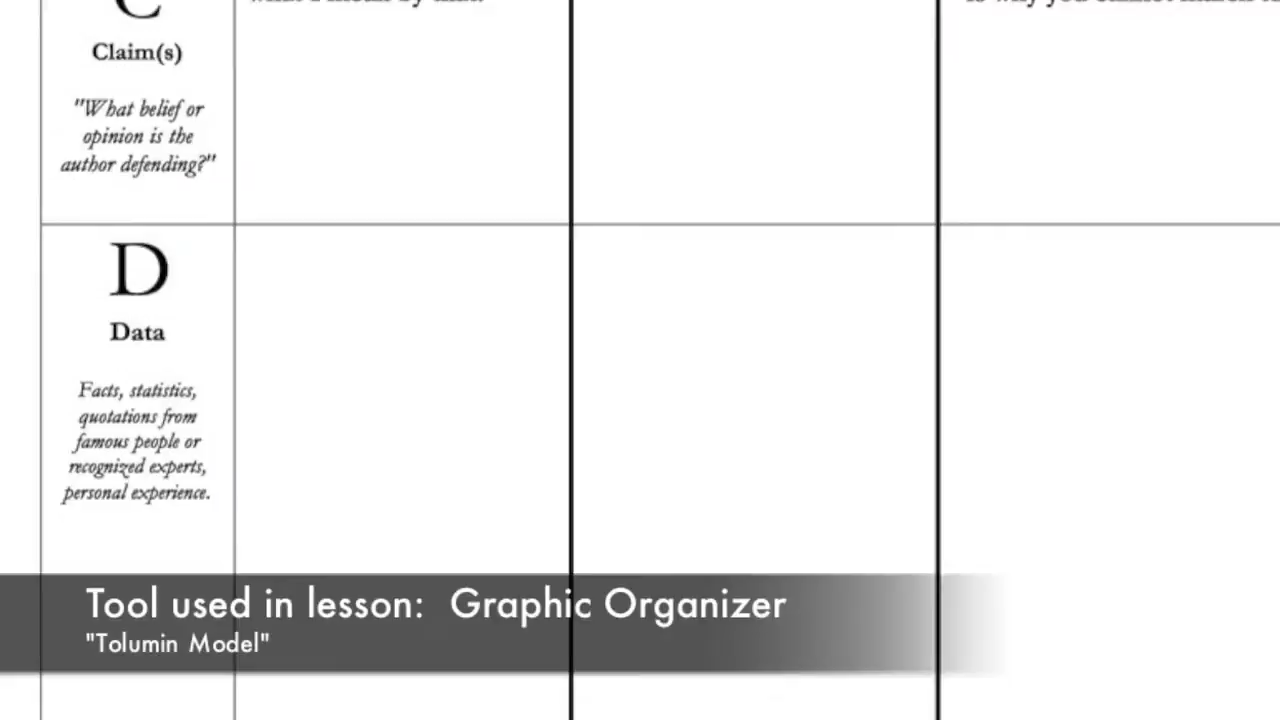 C
Claim(s)
"What belief or
opinion is the
author defending?"
D
Data
Facts, statistics,
quotations from
famous people or
recognized experts,
personal experience.
Tool used in lesson: Graphic Organizer
"Tolumin Model"